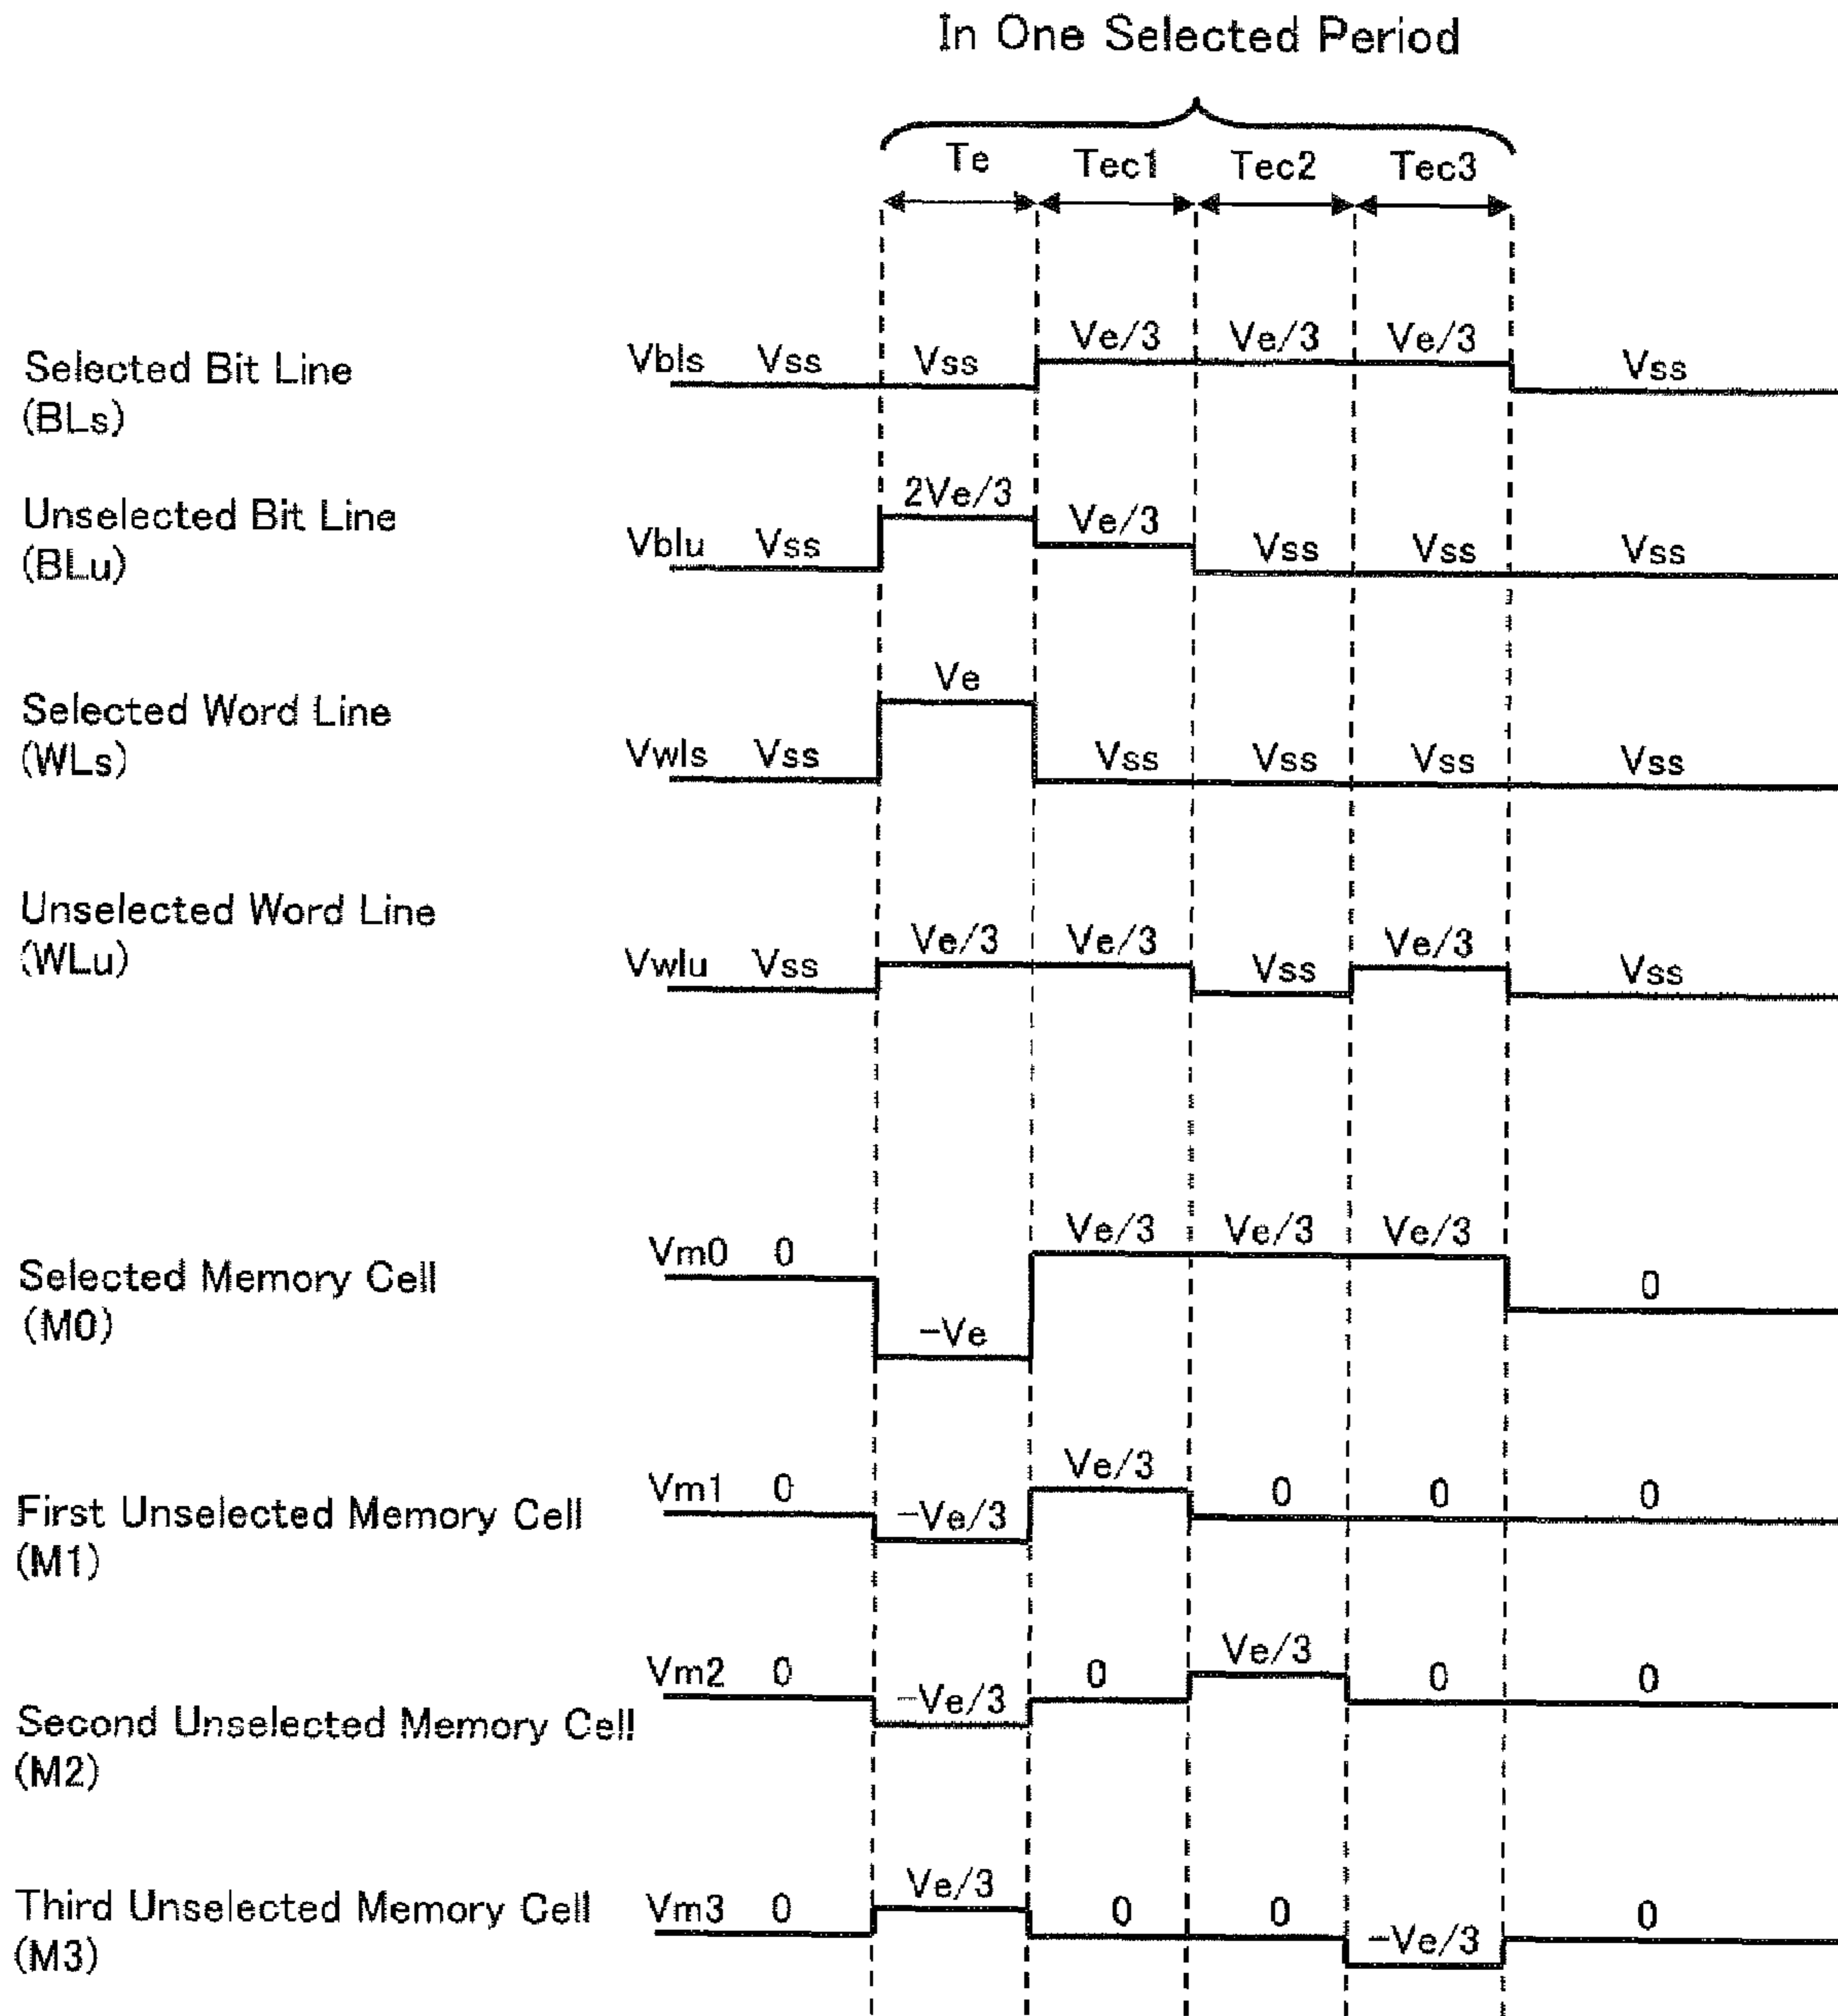 In One Selected Period
Te Tec1 Tec2 Tec3
Selected Bit Line
(BLs)
Vbls Vss Vss Ve/3 Ve/3 Ve/3 Vss
Unselected Bit Line
(BLu)
Vblu Vss 2Ve/3 Ve/3 Vss Vss Vss
Selected Word Line
(WLs)
Vwls Vss Ve Vss Vss Vss Vss
Unselected Word Line
(WLu)
Vwlu Vss Ve/3 Ve/3 Vss Ve/3 Vss
Selected Memory Cell
(M0)
Vm0 0 -Ve Ve/3 Ve/3 Ve/3 0
First Unselected Memory Cell
(M1)
Vm1 0 -Ve/3 Ve/3 0 0 0
Second Unselected Memory Cell
(M2)
Vm2 0 -Ve/3 0 Ve/3 0 0
Third Unselected Memory Cell
(M3)
Vm3 0 Ve/3 0 0 -Ve/3 0